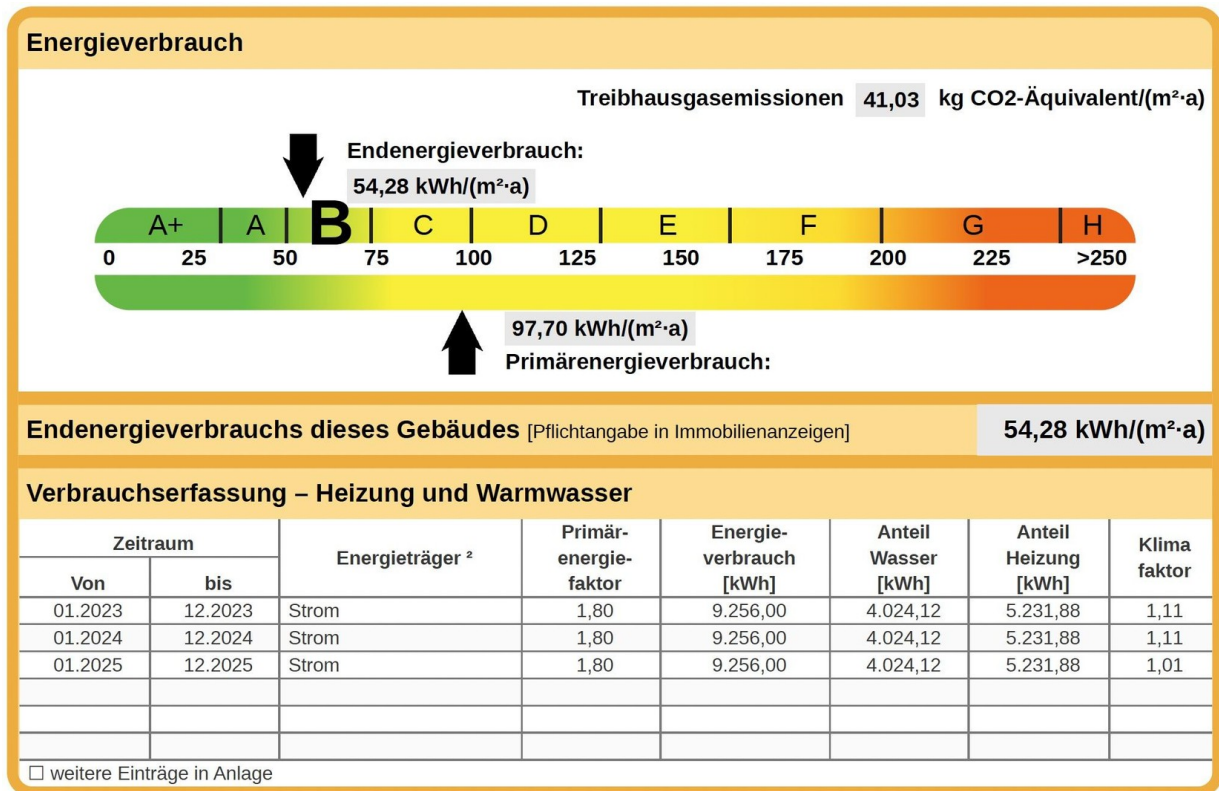 Energieverbrauch
Treibhausgasemissionen 41,03 kg CO2-Äquivalent/(m²·a)
Endenergieverbrauch:
54,28 kWh/(m²·a)
A+ A B C D E F G H
0 25 50 75 100 125 150 175 200 225 >250
97,70 kWh/(m²·a)
Primärenergieverbrauch:
Endenergieverbrauchs dieses Gebäudes [Pflichtangabe in Immobilienanzeigen] 54,28 kWh/(m²·a)
Verbrauchserfassung – Heizung und Warmwasser
Zeitraum
Von bis
Energieträger ²
Primär-
energie-
faktor
Energie-
verbrauch
[kWh]
Anteil
Wasser
[kWh]
Anteil
Heizung
[kWh]
Klima
faktor
01.2023 12.2023 Strom 1,80 9.256,00 4.024,12 5.231,88 1,11
01.2024 12.2024 Strom 1,80 9.256,00 4.024,12 5.231,88 1,11
01.2025 12.2025 Strom 1,80 9.256,00 4.024,12 5.231,88 1,01
☐ weitere Einträge in Anlage